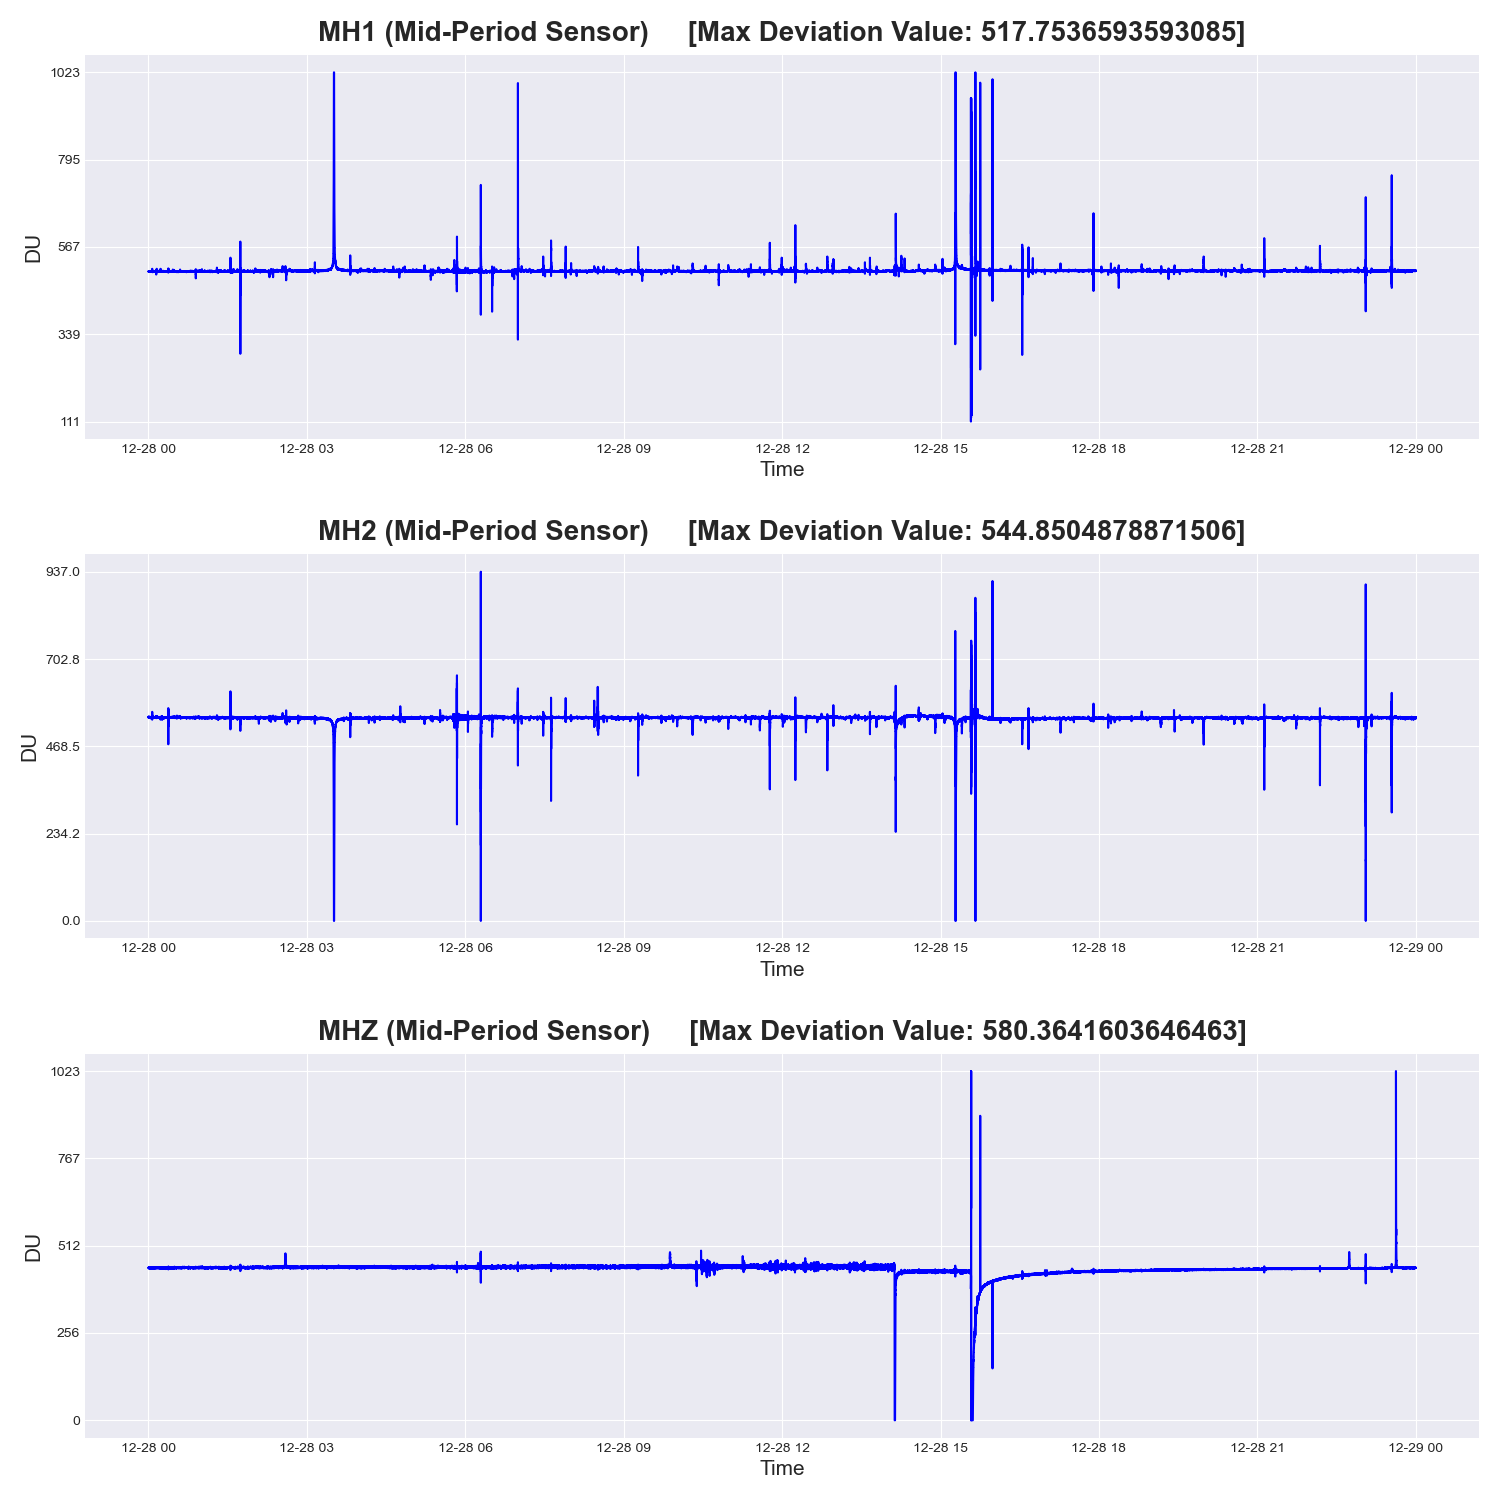 MH1 (Mid-Period Sensor) [Max Deviation Value: 517.7536593593085]
1023
795
567
339
111
DU
12-28 00 12-28 03 12-28 06 12-28 09 12-28 12 12-28 15 12-28 18 12-28 21 12-29 00
Time
MH2 (Mid-Period Sensor) [Max Deviation Value: 544.8504878871506]
937.0
702.8
468.5
234.2
0.0
DU
12-28 00 12-28 03 12-28 06 12-28 09 12-28 12 12-28 15 12-28 18 12-28 21 12-29 00
Time
MHZ (Mid-Period Sensor) [Max Deviation Value: 580.3641603646463]
1023
767
512
256
0
DU
12-28 00 12-28 03 12-28 06 12-28 09 12-28 12 12-28 15 12-28 18 12-28 21 12-29 00
Time